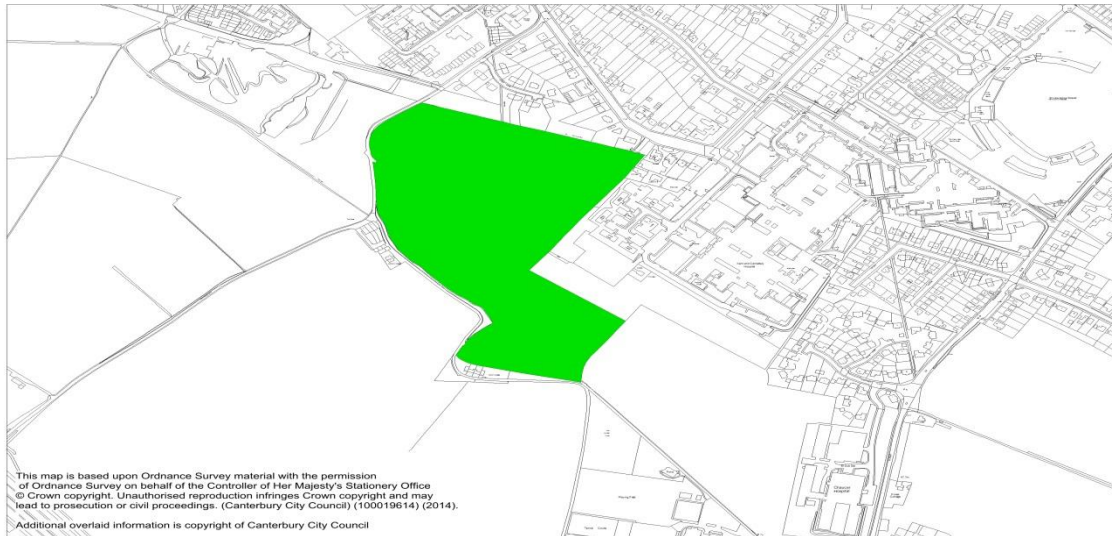 This map is based upon Ordnance Survey material with the permission
of Ordnance Survey on behalf of the Controller of Her Majesty's Stationery Office
© Crown copyright. Unauthorised reproduction infringes Crown copyright and may
lead to prosecution or civil proceedings. (Canterbury City Council) (100019614) (2014).
Additional overlaid information is copyright of Canterbury City Council
Hospital